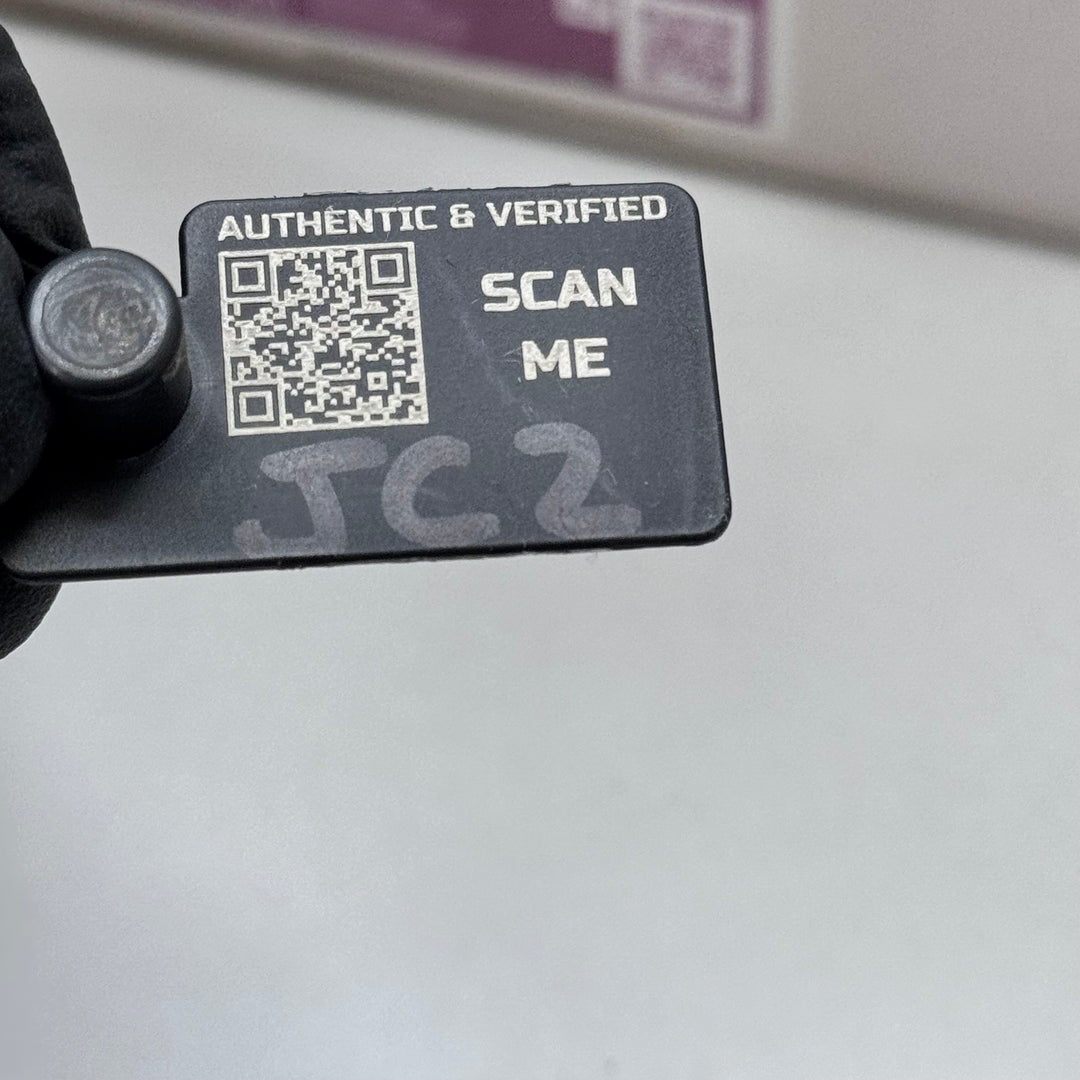 AUTHENTIC & VERIFIED
SCAN
ME
JC2